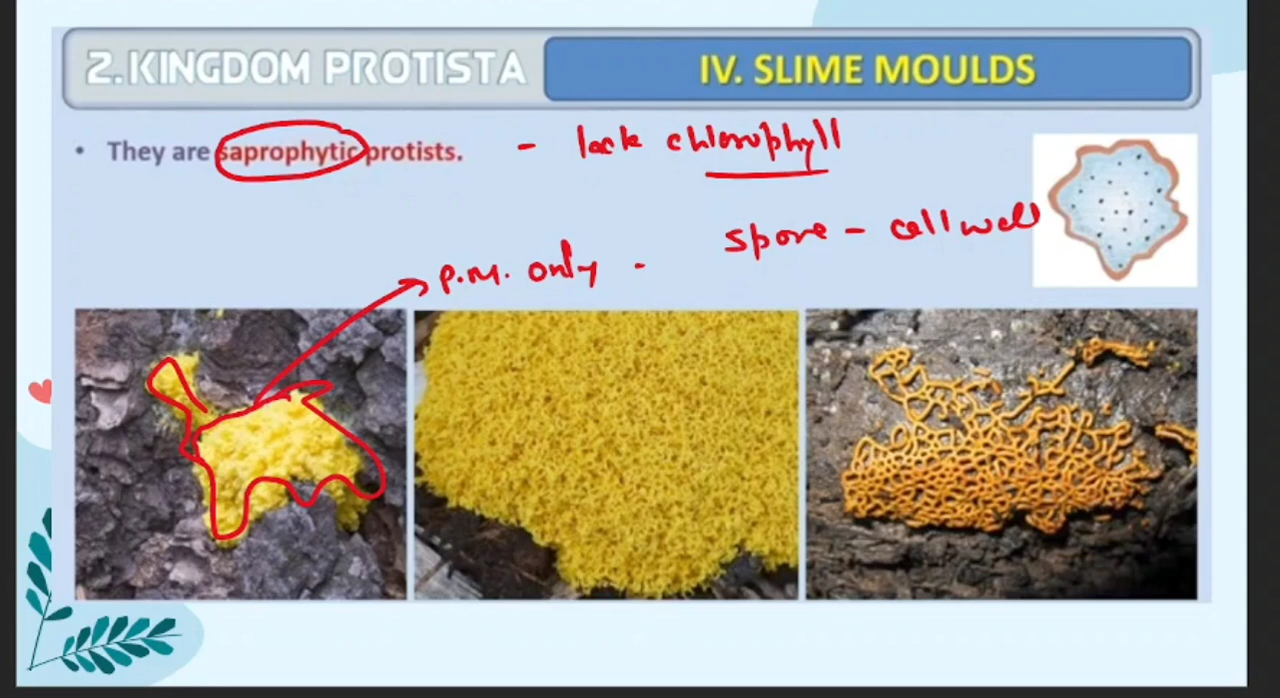 2. KINGDOM PROTISTA
IV. SLIME MOULDS
• They are saprophytic protists. - lack chlorophyll
spore - cell wall
P.M. only -